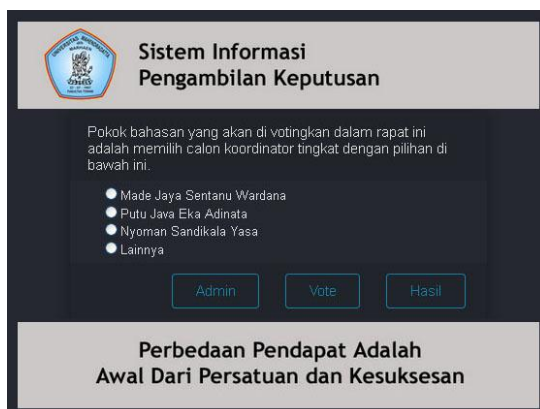 Sistem Informasi
Pengambilan Keputusan
Pokok bahasan yang akan di votingkan dalam rapat ini
adalah memilih calon koordinator tingkat dengan pilihan di
bawah ini.
Made Jaya Sentanu Wardana
Putu Java Eka Adinata
Nyoman Sandikala Yasa
Lainnya
Admin
Vote
Hasil
Perbedaan Pendapat Adalah
Awal Dari Persatuan dan Kesuksesan